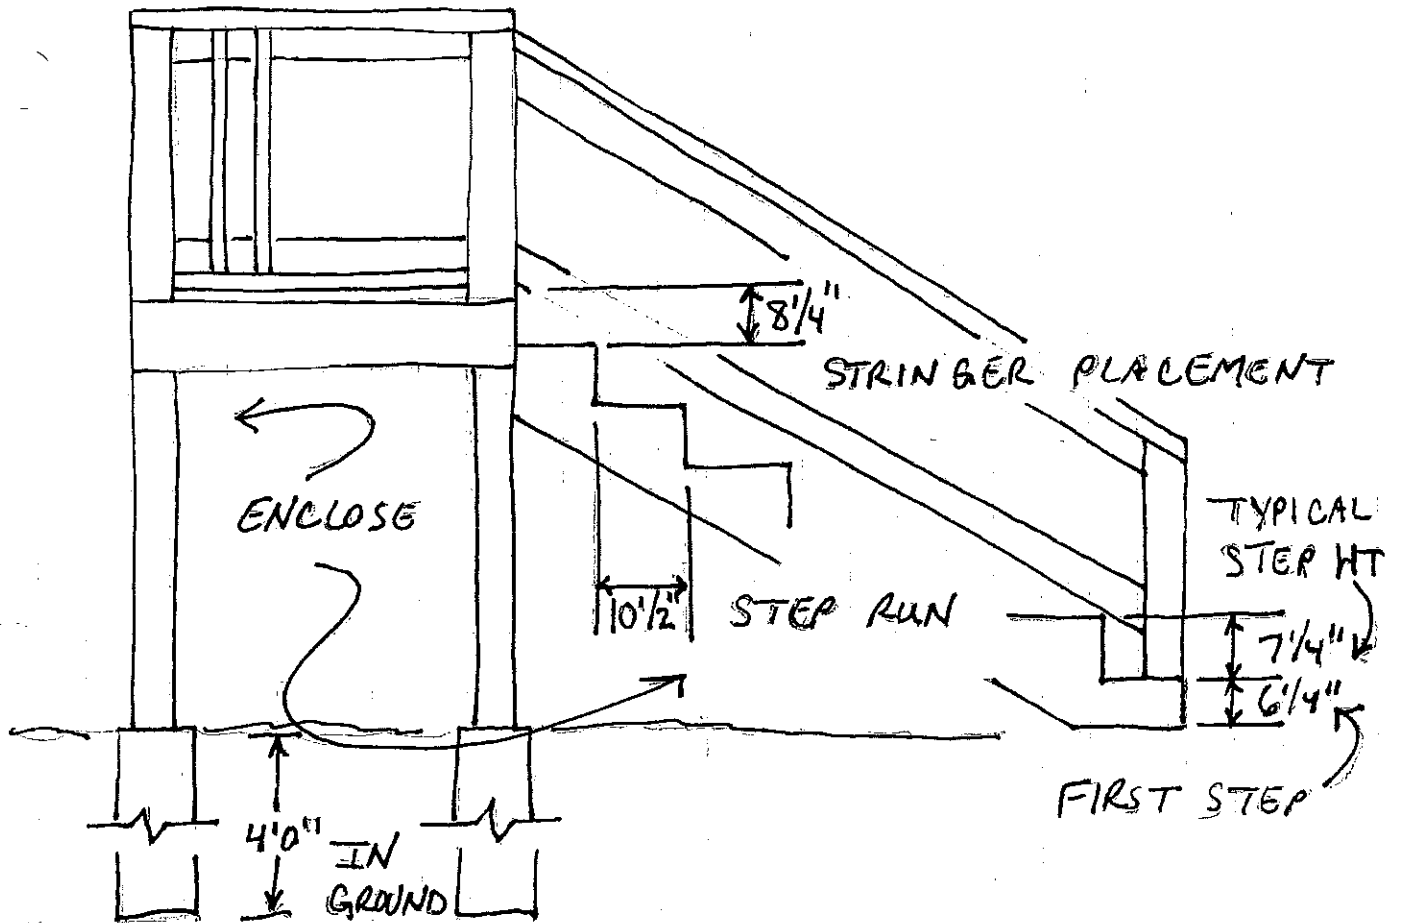 8 1/4"
STRINGER PLACEMENT
ENCLOSE
TYPICAL
STEP HT
10 1/2"
STEP RUN
7 1/4"
6 1/4"
FIRST STEP
4'0"
IN
GROUND